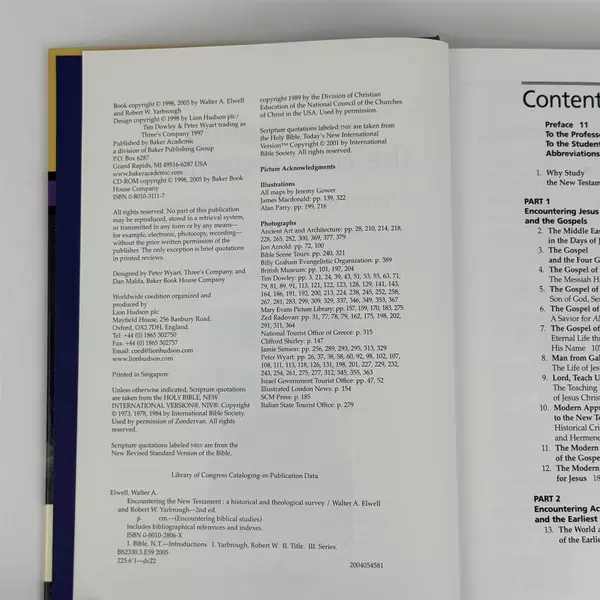 Book copyright © 1998, 2005 by Walter A. Elwell
and Robert W. Yarbrough
Design copyright © 1998 by Lion Hudson plc/
Tim Dowley & Peter Wyart trading as
Three's Company 1997
Published by Baker Academic
a division of Baker Publishing Group
P.O. Box 6287
Grand Rapids, MI 49516-6287 USA
www.bakeracademic.com
CD-ROM copyright © 1998, 2005 by Baker Book
House Company
ISBN 0-8010-3111-7
All rights reserved. No part of this publication
may be reproduced, stored in a retrieval system,
or transmitted in any form or by any means—
for example, electronic, photocopy, recording—
without the prior written permission of the
publisher. The only exception is brief quotations
in printed reviews.
Designed by Peter Wyart, Three's Company, and
Dan Malda, Baker Book House Company
Worldwide coedition organized and
produced by
Lion Hudson plc
Mayfield House, 256 Banbury Road,
Oxford, OX2 7DH, England
Tel: +44 (0) 1865 302750
Fax: +44 (0) 1865 302757
Email: coed@lionhudson.com
www.lionhudson.com
Printed in Singapore
Unless otherwise indicated, Scripture quotations
are taken from the HOLY BIBLE, NEW
INTERNATIONAL VERSION®. NIV®. Copyright
© 1973, 1978, 1984 by International Bible Society.
Used by permission of Zondervan. All rights
reserved.
Scripture quotations labeled NRSV are from the
New Revised Standard Version of the Bible,
copyright 1989 by the Division of Christian
Education of the National Council of the Churches
of Christ in the USA. Used by permission.
Scripture quotations labeled TNIV are taken from
the Holy Bible, Today's New International
Version™ Copyright © 2001 by International
Bible Society. All rights reserved.
Picture Acknowledgments
Illustrations
All maps by Jeremy Gower
James Macdonald: pp. 139, 322
Alan Parry: pp. 199, 216
Photographs
Ancient Art and Architecture: pp. 28, 210, 214, 218,
228, 265, 282, 300, 369, 377, 379
Jon Arnold: pp. 72, 100
Bible Scene Tours: pp. 240, 321
Billy Graham Evangelistic Organization: p. 389
British Museum: pp. 101, 197, 204
Tim Dowley: pp. 3, 21, 24, 39, 43, 51, 53, 55, 63, 71,
79, 81, 89, 91, 113, 121, 122, 123, 128, 129, 141, 143,
164, 186, 191, 192, 200, 213, 224, 238, 245, 252, 258,
267, 281, 283, 299, 309, 329, 337, 346, 349, 353, 367
Mary Evans Picture Library: pp. 157, 159, 170, 183, 275
Zed Radovan: pp. 31, 77, 78, 79, 162, 175, 198, 202,
291, 311, 364
National Tourist Office of Greece: p. 315
Clifford Shirley: p. 147
Jamie Simson: pp. 256, 289, 293, 295, 313, 329
Peter Wyart: pp. 26, 37, 38, 58, 60, 92, 98, 102, 107,
108, 111, 113, 118, 126, 131, 198, 201, 227, 229, 232,
243, 254, 261, 275, 277, 312, 345, 355, 363
Israel Government Tourist Office: pp. 47, 52
Illustrated London News: p. 154
SCM Press: p. 185
Italian State Tourist Office: p. 279
Library of Congress Cataloging-in-Publication Data
Elwell, Walter A.
Encountering the New Testament : a historical and theological survey / Walter A. Elwell
and Robert W. Yarbrough—2nd ed.
p. cm.—(Encountering biblical studies)
Includes bibliographical references and indexes.
ISBN 0-8010-2806-X
1. Bible. N.T.—Introductions. I. Yarbrough, Robert W. II. Title. III. Series.
BS2330.3.E59 2005
225.6'1—dc22 2004054581
Content
Preface 11
To the Profess
To the Student
Abbreviations
1. Why Study
the New Testament
PART 1
Encountering Jesus
and the Gospels
2. The Middle Ea
in the Days of J
3. The Gospel
and the Four G
4. The Gospel of
The Messiah H
5. The Gospel of
Son of God, Se
6. The Gospel of
A Savior for Al
7. The Gospel of
Eternal Life th
His Name 10
8. Man from Gal
The Life of Je
9. Lord, Teach U
The Teaching
of Jesus Christ
10. Modern Appr
to the New Te
Historical Cri
and Hermene
11. The Modern
of the Gospe
12. The Modern
for Jesus 18
PART 2
Encountering Ac
and the Earliest
13. The World a
of the Earlie